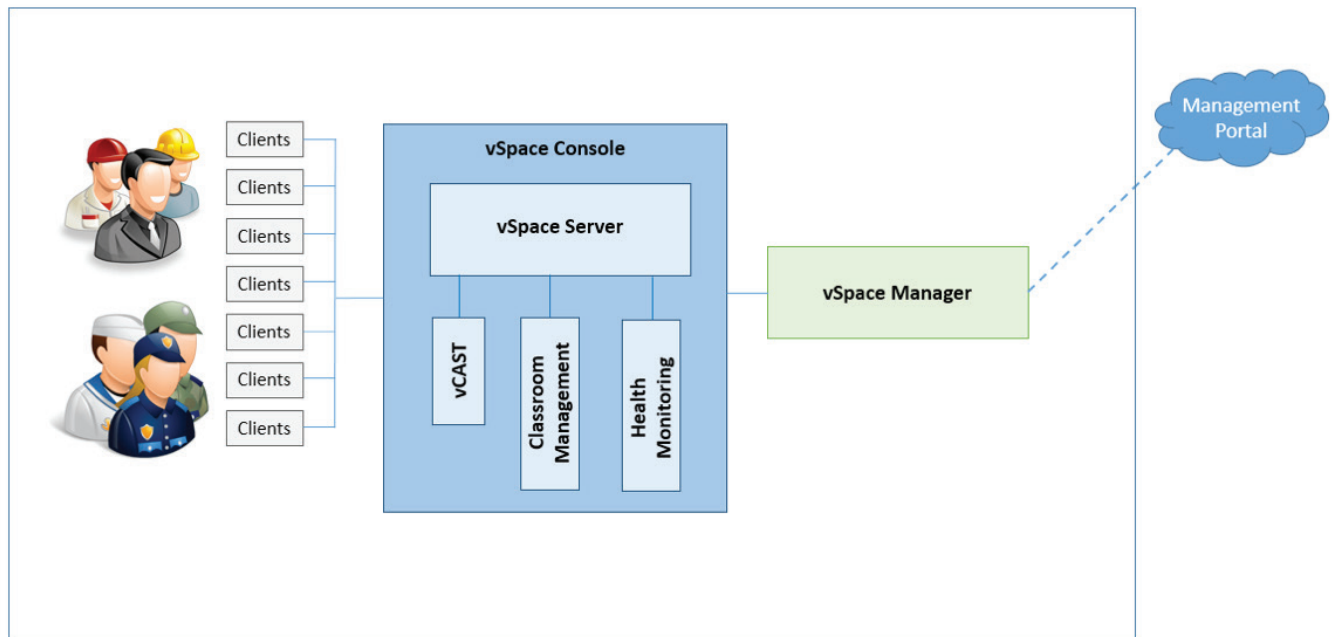 Clients
Clients
Clients
Clients
Clients
Clients
Clients
vSpace Console
vSpace Server
vCAST
Classroom
Management
Health
Monitoring
vSpace Manager
Management
Portal